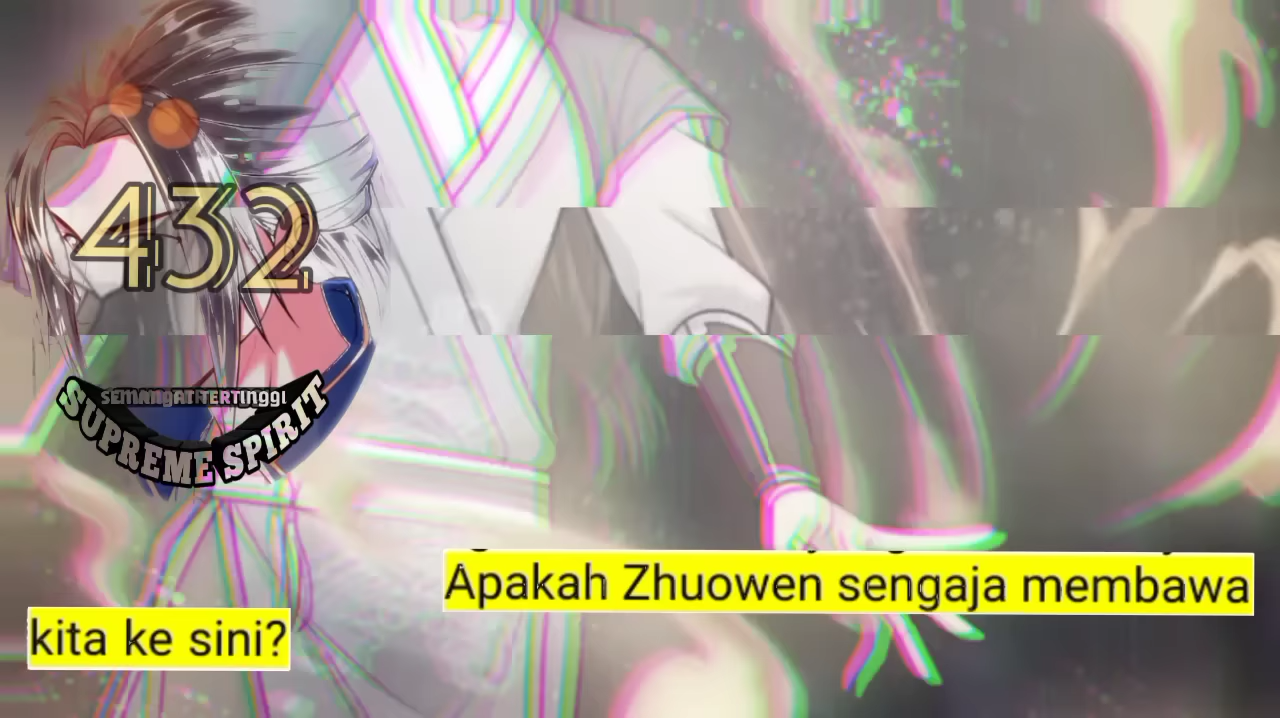 432
SEMANGAT TERTINGGI
SUPREME SPIRIT
Apakah Zhuowen sengaja membawa
kita ke sini?